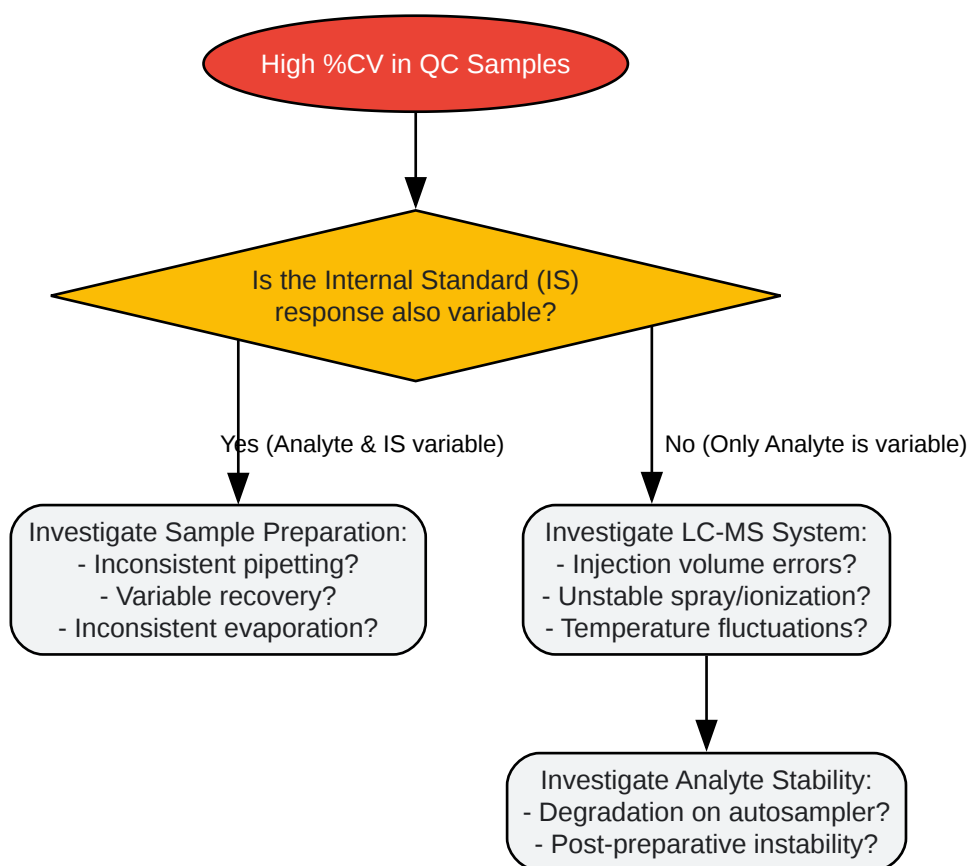 High %CV in QC Samples
Is the Internal Standard (IS)
response also variable?
Yes (Analyte & IS variable)
No (Only Analyte is variable)
Investigate Sample Preparation:
- Inconsistent pipetting?
- Variable recovery?
- Inconsistent evaporation?
Investigate LC-MS System:
- Injection volume errors?
- Unstable spray/ionization?
- Temperature fluctuations?
Investigate Analyte Stability:
- Degradation on autosampler?
- Post-preparative instability?